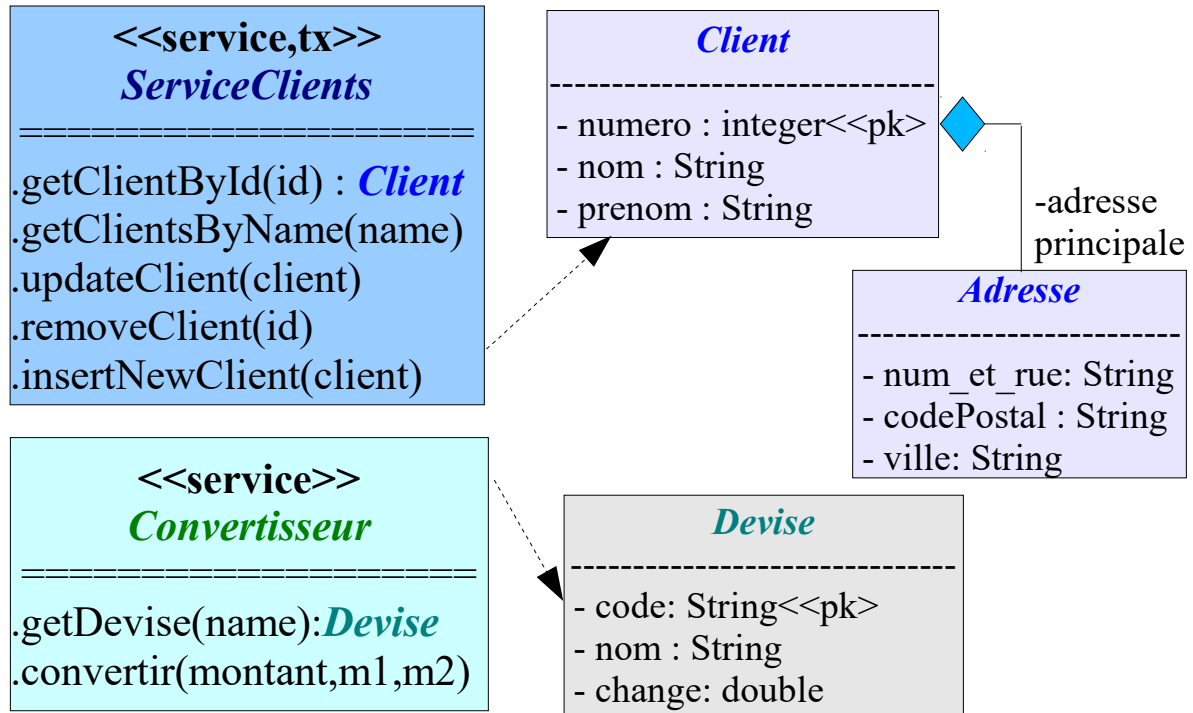 <<service,tx>>
ServiceClients
====================
.getClientById(id) : Client
.getClientsByName(name)
.updateClient(client)
.removeClient(id)
.insertNewClient(client)
Client
------------------------------
- numero : integer<<pk>
- nom : String
- prenom : String
-adresse
principale
Adresse
-------------------------
- num_et_rue: String
- codePostal : String
- ville: String
<<service>>
Convertisseur
====================
.getDevise(name):Devise
.convertir(montant,m1,m2)
Devise
------------------------------
- code: String<<pk>
- nom : String
- change: double